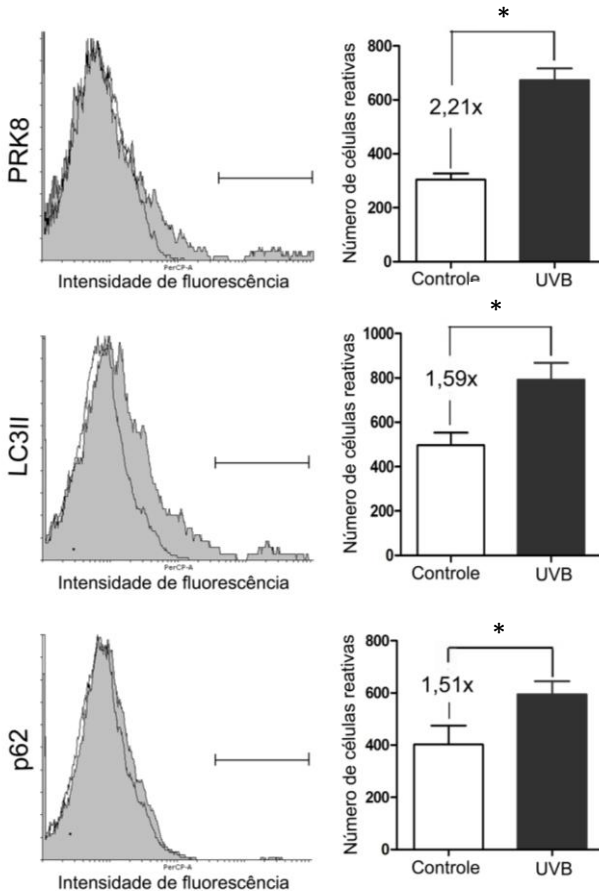 PRK8
PerCP-A
Intensidade de fluorescência
*
Número de células reativas
800
600
400
200
0
2,21x
Controle
UVB
LC3II
PerCP-A
Intensidade de fluorescência
*
Número de células reativas
1000
800
600
400
200
0
1,59x
Controle
UVB
p62
PerCP-A
Intensidade de fluorescência
*
Número de células reativas
800
600
400
200
0
1,51x
Controle
UVB